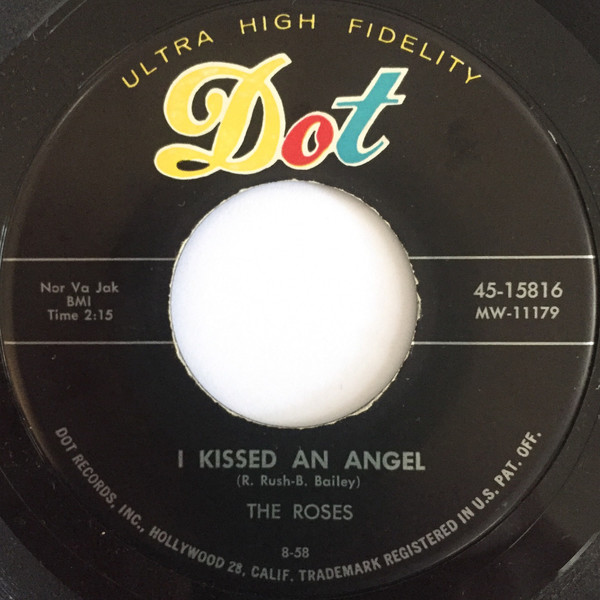 ULTRA HIGH FIDELITY
Dot
Nor Va Jak
BMI
Time 2:15
45-15816
MW-11179
I KISSED AN ANGEL
(R. Rush-B. Bailey)
THE ROSES
8-58
DOT RECORDS, INC., HOLLYWOOD 28, CALIF. TRADEMARK REGISTERED IN U.S. PAT. OFF.